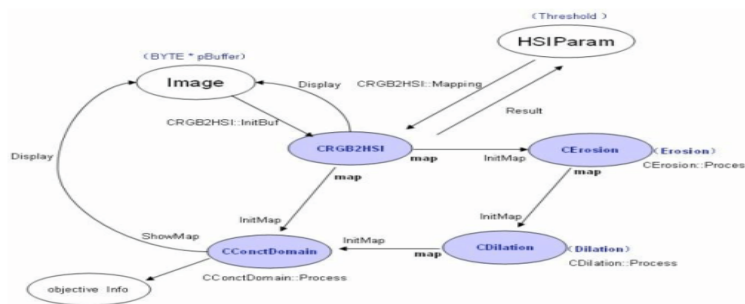 (Threshold)
HSIParam
(BYTE * pBuffer)
Image
Display
CRGB2HSI::Mapping
Result
CRGB2HSI::InitBuf
Display
CRGB2HSI
map
InitMap
CErosion
(Erosion)
CErosion::Proces
map
map
InitMap
InitMap
ShowMap
InitMap
CConctDomain
map
CDilation
(Dilation)
CDilation::Process
CConctDomain::Process
objective Info